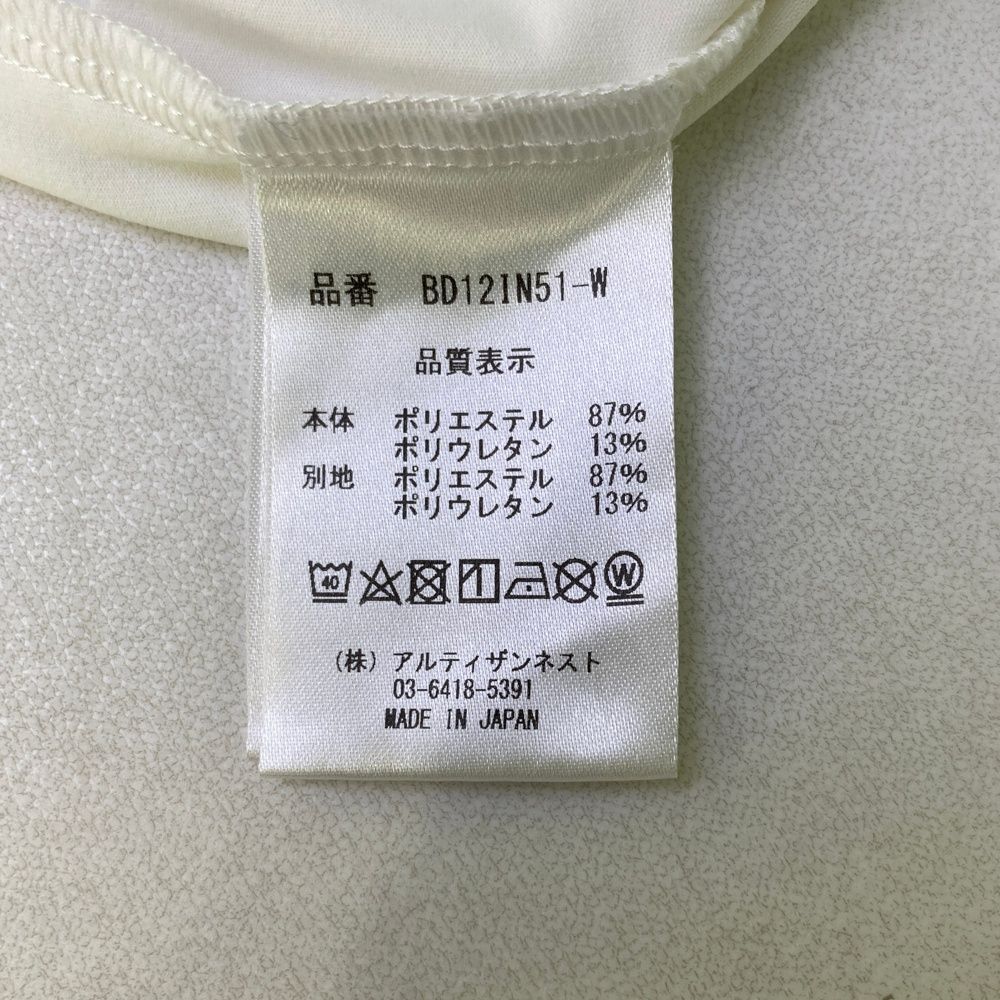 品番 BD12IN51-W
品質表示
本体 ポリエステル 87%
ポリウレタン 13%
別地 ポリエステル 87%
ポリウレタン 13%
40 W
(株)アルティザンネスト
03-6418-5391
MADE IN JAPAN